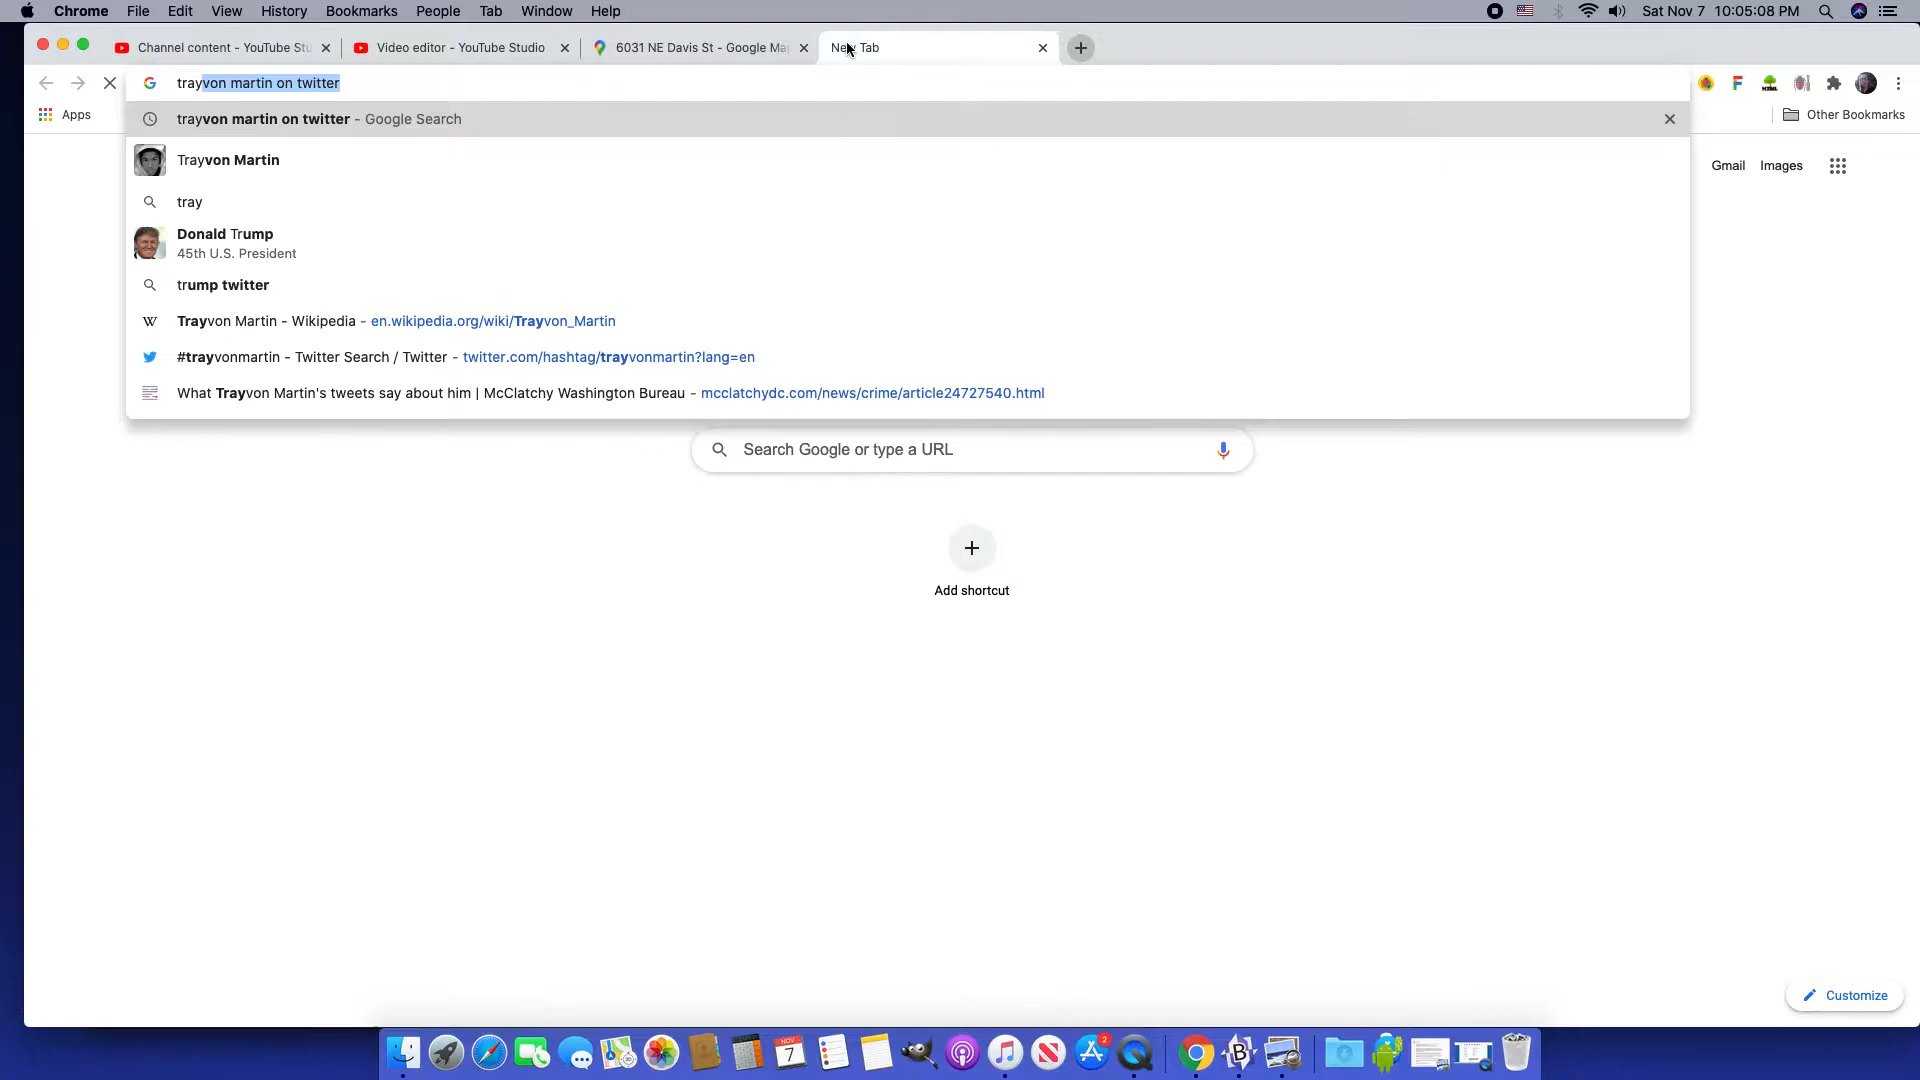 Chrome File Edit View History Bookmarks People Tab Window Help Sat Nov 7 10:05:08 PM
Channel content - YouTube Stu Video editor - YouTube Studio 6031 NE Davis St - Google Ma New Tab
trayvon martin on twitter
Apps Other Bookmarks
trayvon martin on twitter - Google Search
Trayvon Martin
Gmail Images
tray
Donald Trump
45th U.S. President
trump twitter
Trayvon Martin - Wikipedia - en.wikipedia.org/wiki/Trayvon_Martin
#trayvonmartin - Twitter Search / Twitter - twitter.com/hashtag/trayvonmartin?lang=en
What Trayvon Martin's tweets say about him | McClatchy Washington Bureau - mcclatchydc.com/news/crime/article24727540.html
Search Google or type a URL
Add shortcut
Customize
NOV
7
2